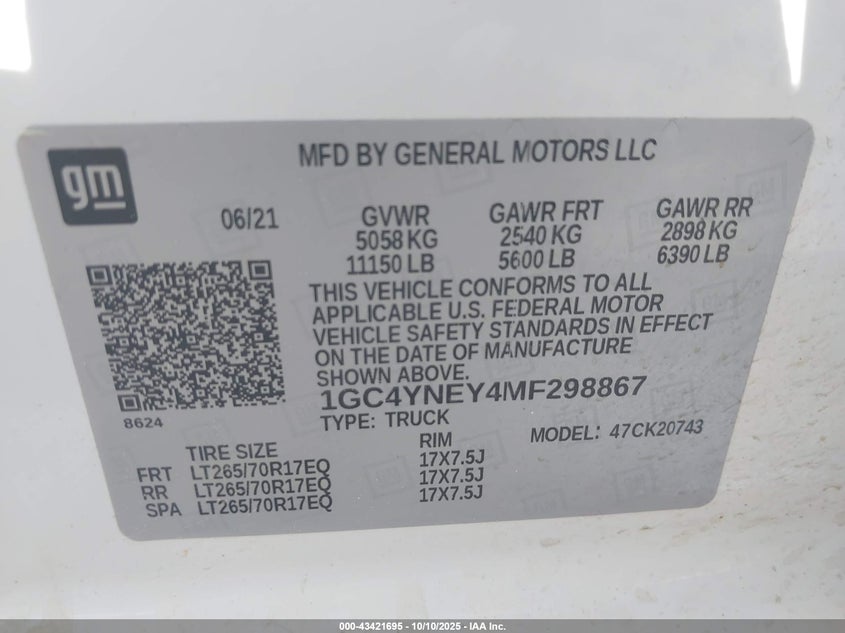 gm
MFD BY GENERAL MOTORS LLC
06/21 GVWR GAWR FRT GAWR RR
5058 KG 2540 KG 2898 KG
11150 LB 5600 LB 6390 LB
THIS VEHICLE CONFORMS TO ALL
APPLICABLE U.S. FEDERAL MOTOR
VEHICLE SAFETY STANDARDS IN EFFECT
ON THE DATE OF MANUFACTURE
SHOWN ABOVE.
1GC4YNEY4MF298867
8624
TYPE: TRUCK MODEL: 47CK20743
TIRE SIZE RIM
FRT LT265/70R17EQ 17X7.5J
RR LT265/70R17EQ 17X7.5J
SPA LT265/70R17EQ 17X7.5J
000-43421695 - 10/10/2025 - IAA Inc.